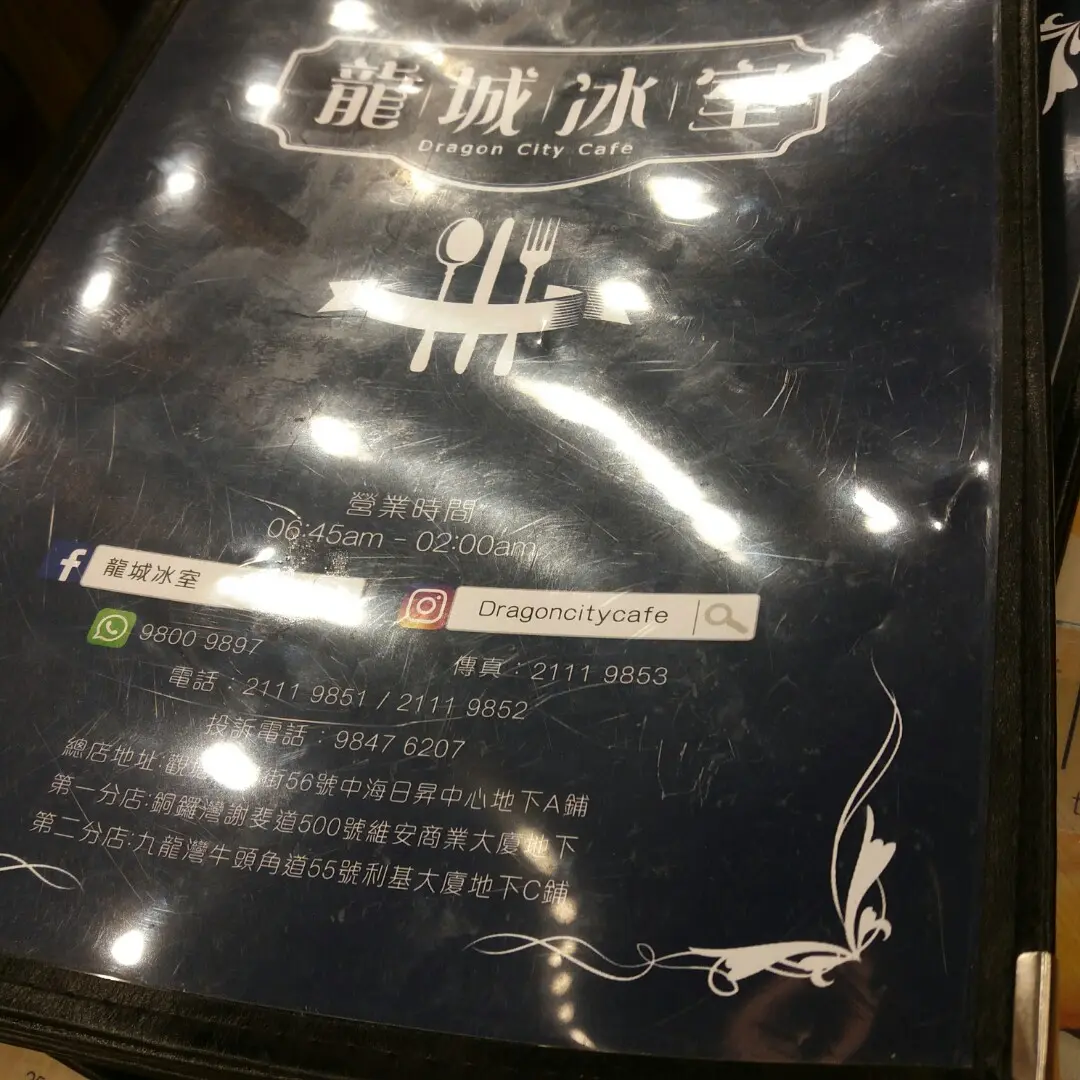 龍城冰室
Dragon City Cafe
營業時間
06:45am - 02:00am
龍城冰室
Dragoncitycafe
9800 9897
傳真：2111 9853
電話：2111 9851 / 2111 9852
投訴電話：9847 6207
總店地址:觀 街56號中海日昇中心地下A鋪
第一分店:銅鑼灣謝斐道500號維安商業大廈地下
第二分店:九龍灣牛頭角道55號利基大廈地下C鋪